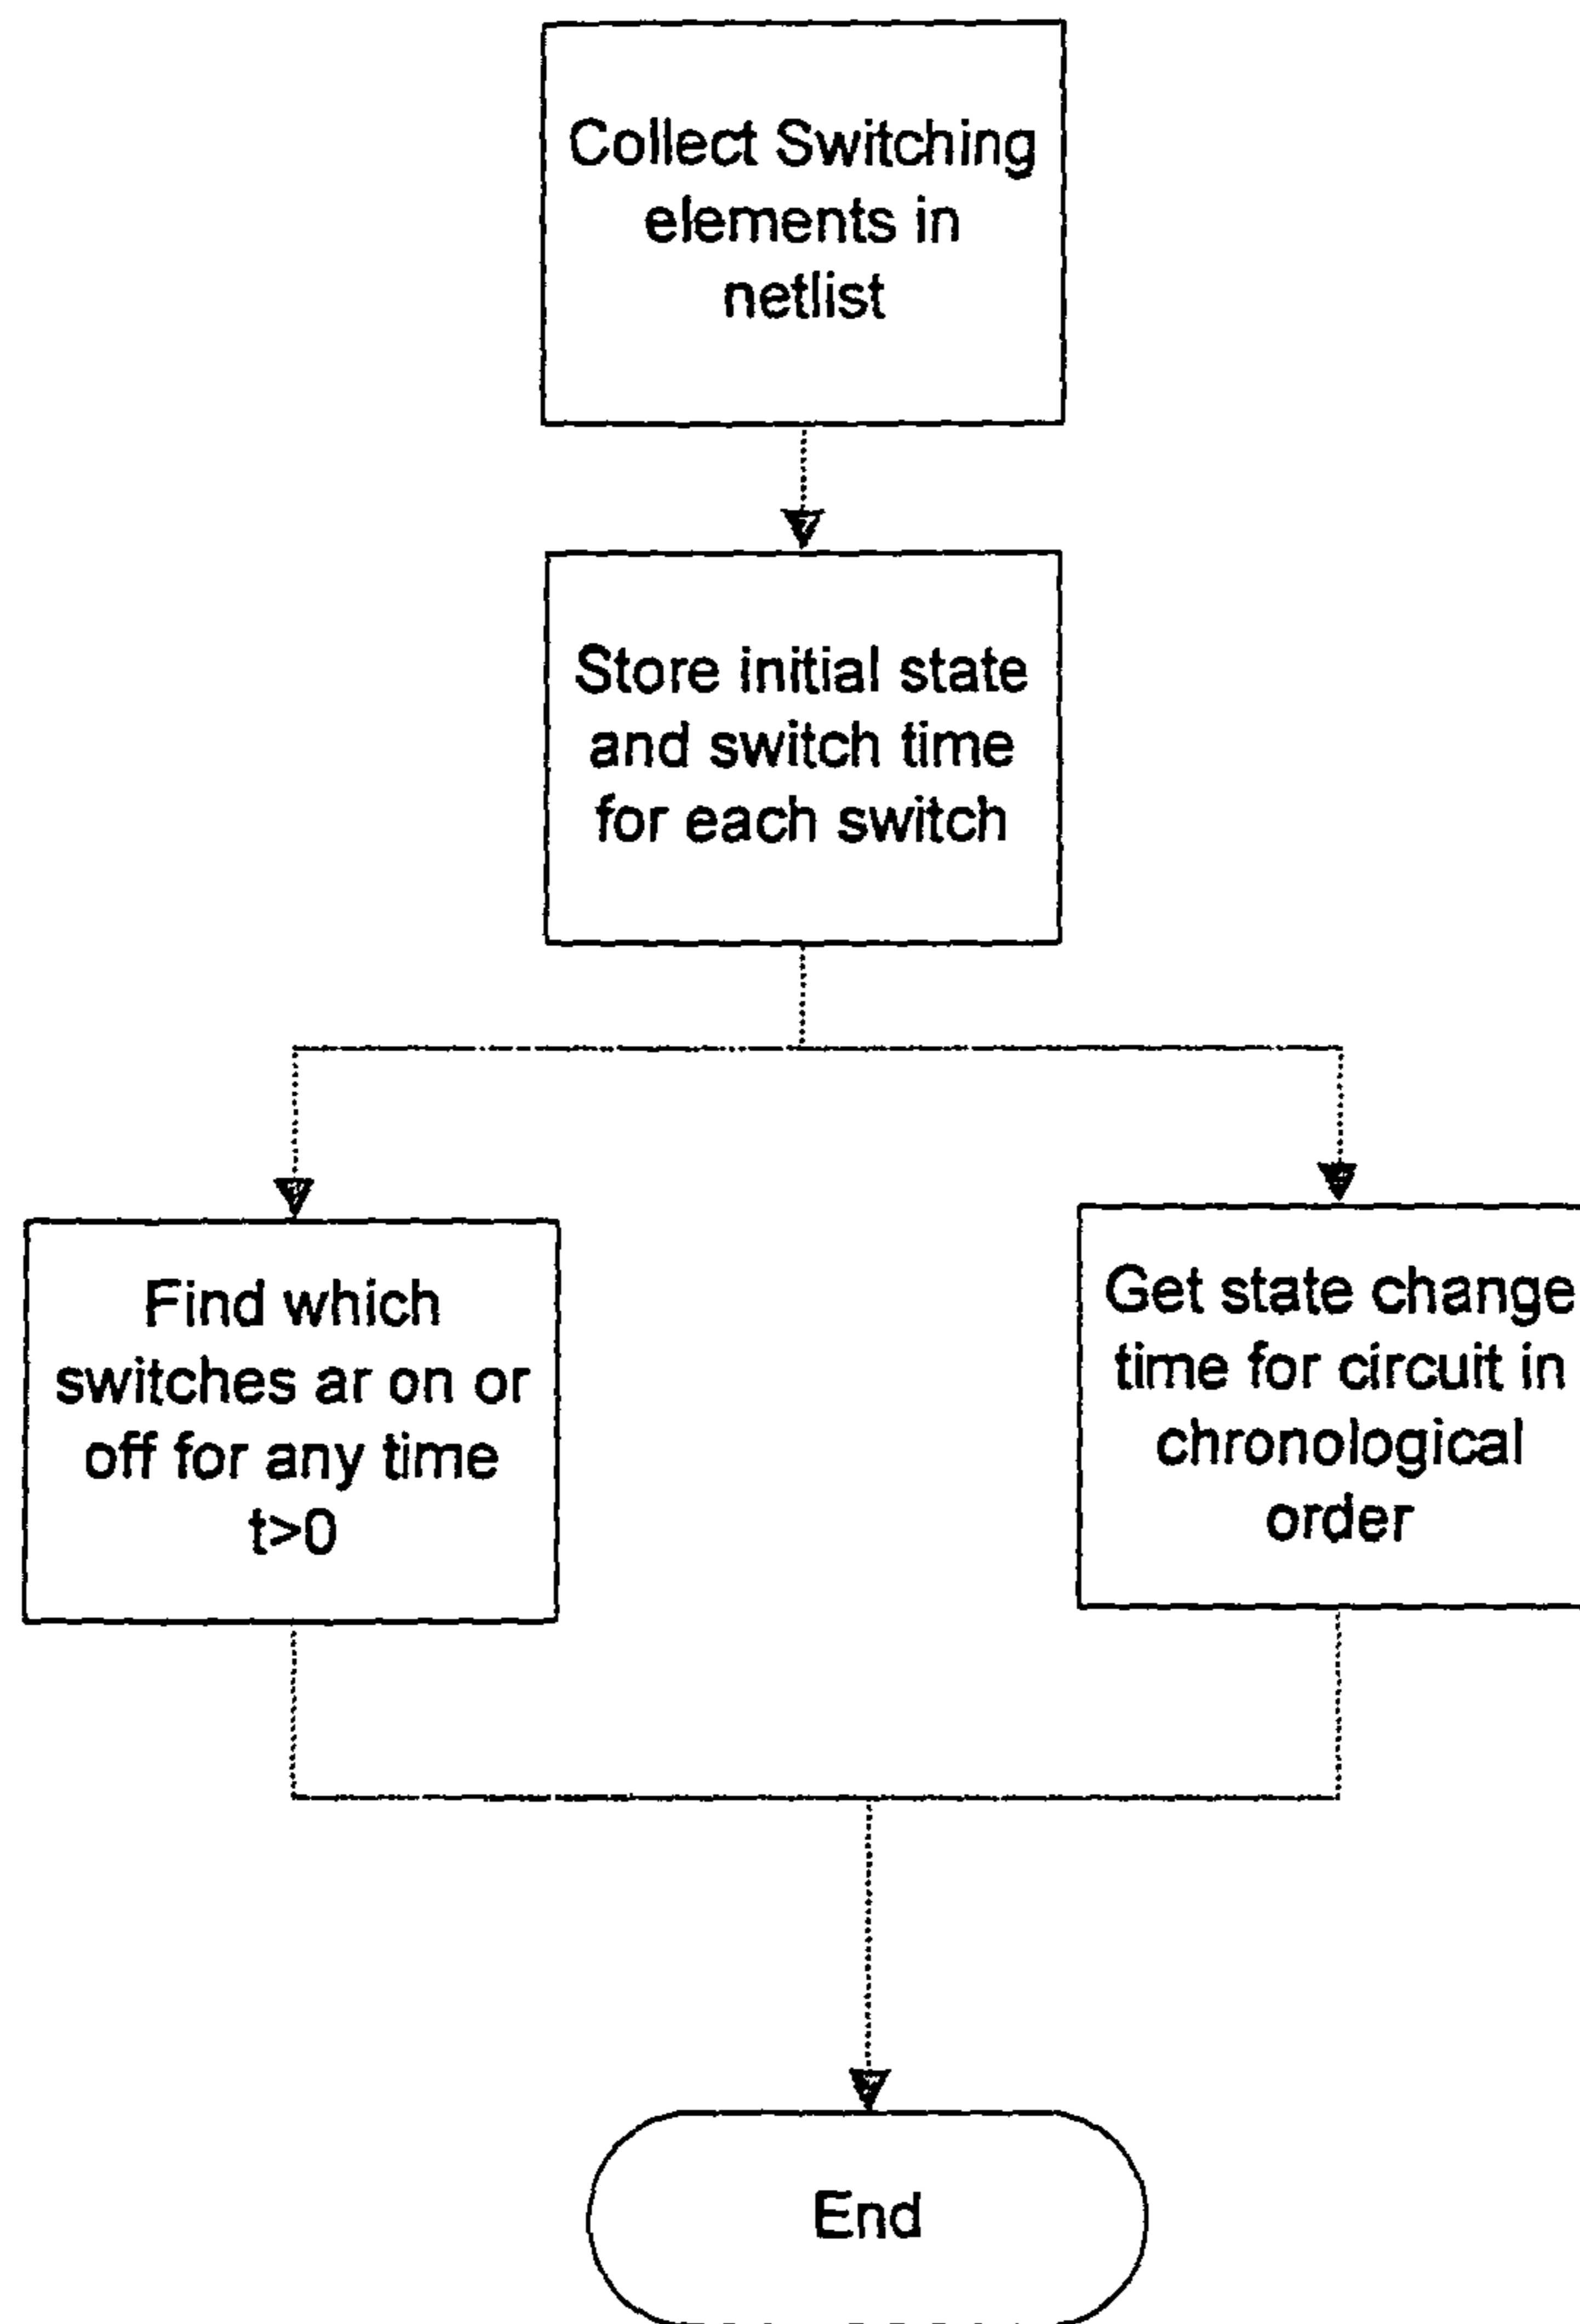 Collect Switching
elements in
netlist
Store initial state
and switch time
for each switch
Find which
switches ar on or
off for any time
t>0
Get state change
time for circuit in
chronological
order
End